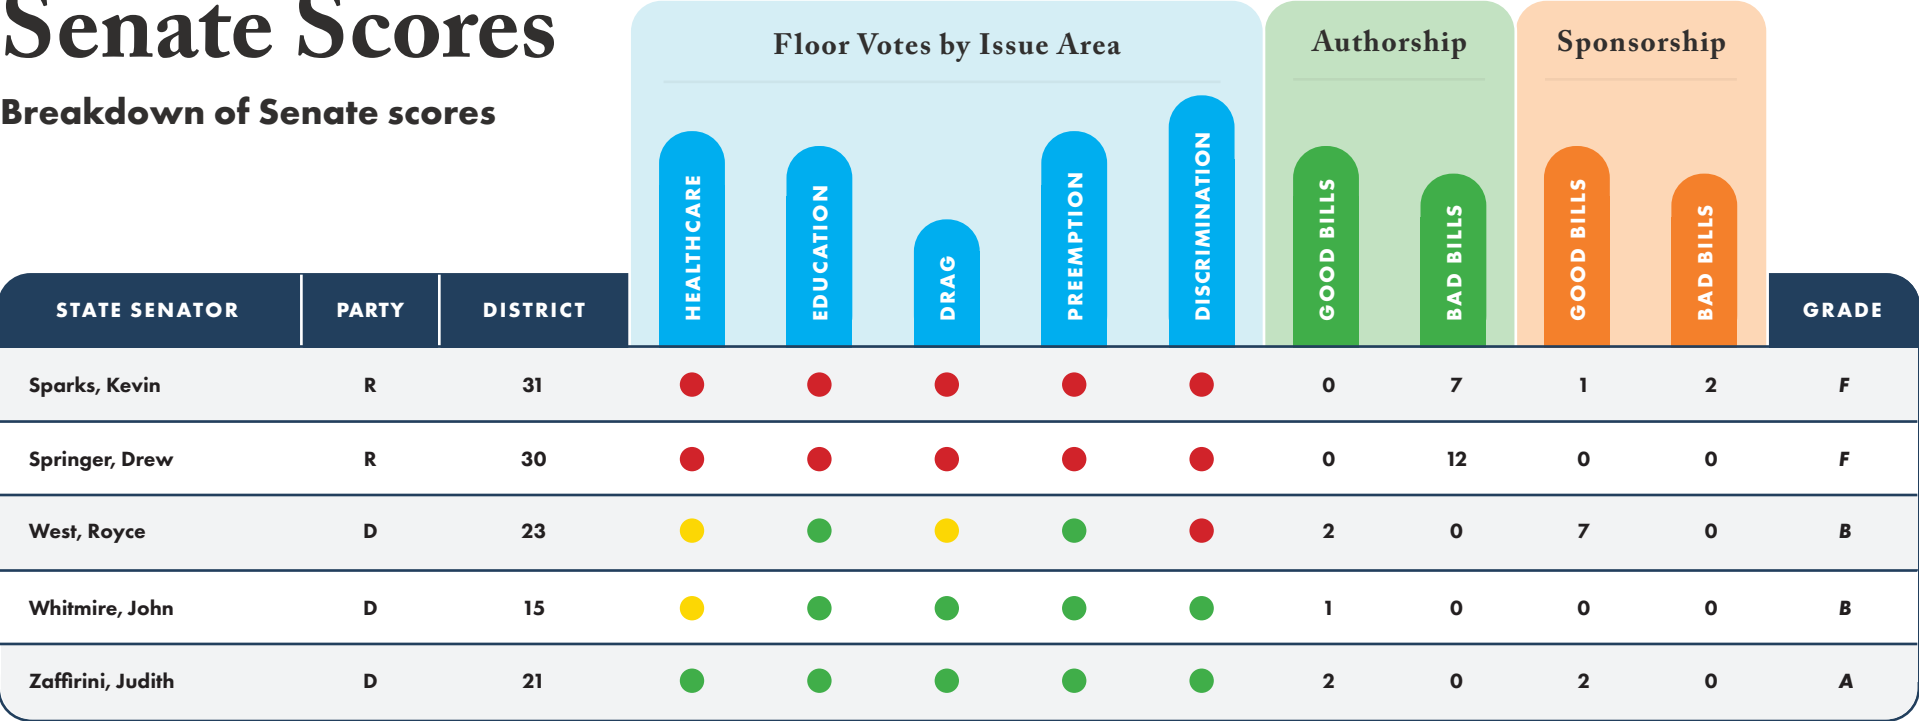 Senate Scores
Breakdown of Senate scores
Floor Votes by Issue Area
Authorship
Sponsorship
HEALTHCARE
EDUCATION
DRAG
PREEMPTION
DISCRIMINATION
GOOD BILLS
BAD BILLS
GOOD BILLS
BAD BILLS
STATE SENATOR PARTY DISTRICT GRADE
Sparks, Kevin R 31 0 7 1 2 F
Springer, Drew R 30 0 12 0 0 F
West, Royce D 23 2 0 7 0 B
Whitmire, John D 15 1 0 0 0 B
Zaffirini, Judith D 21 2 0 2 0 A